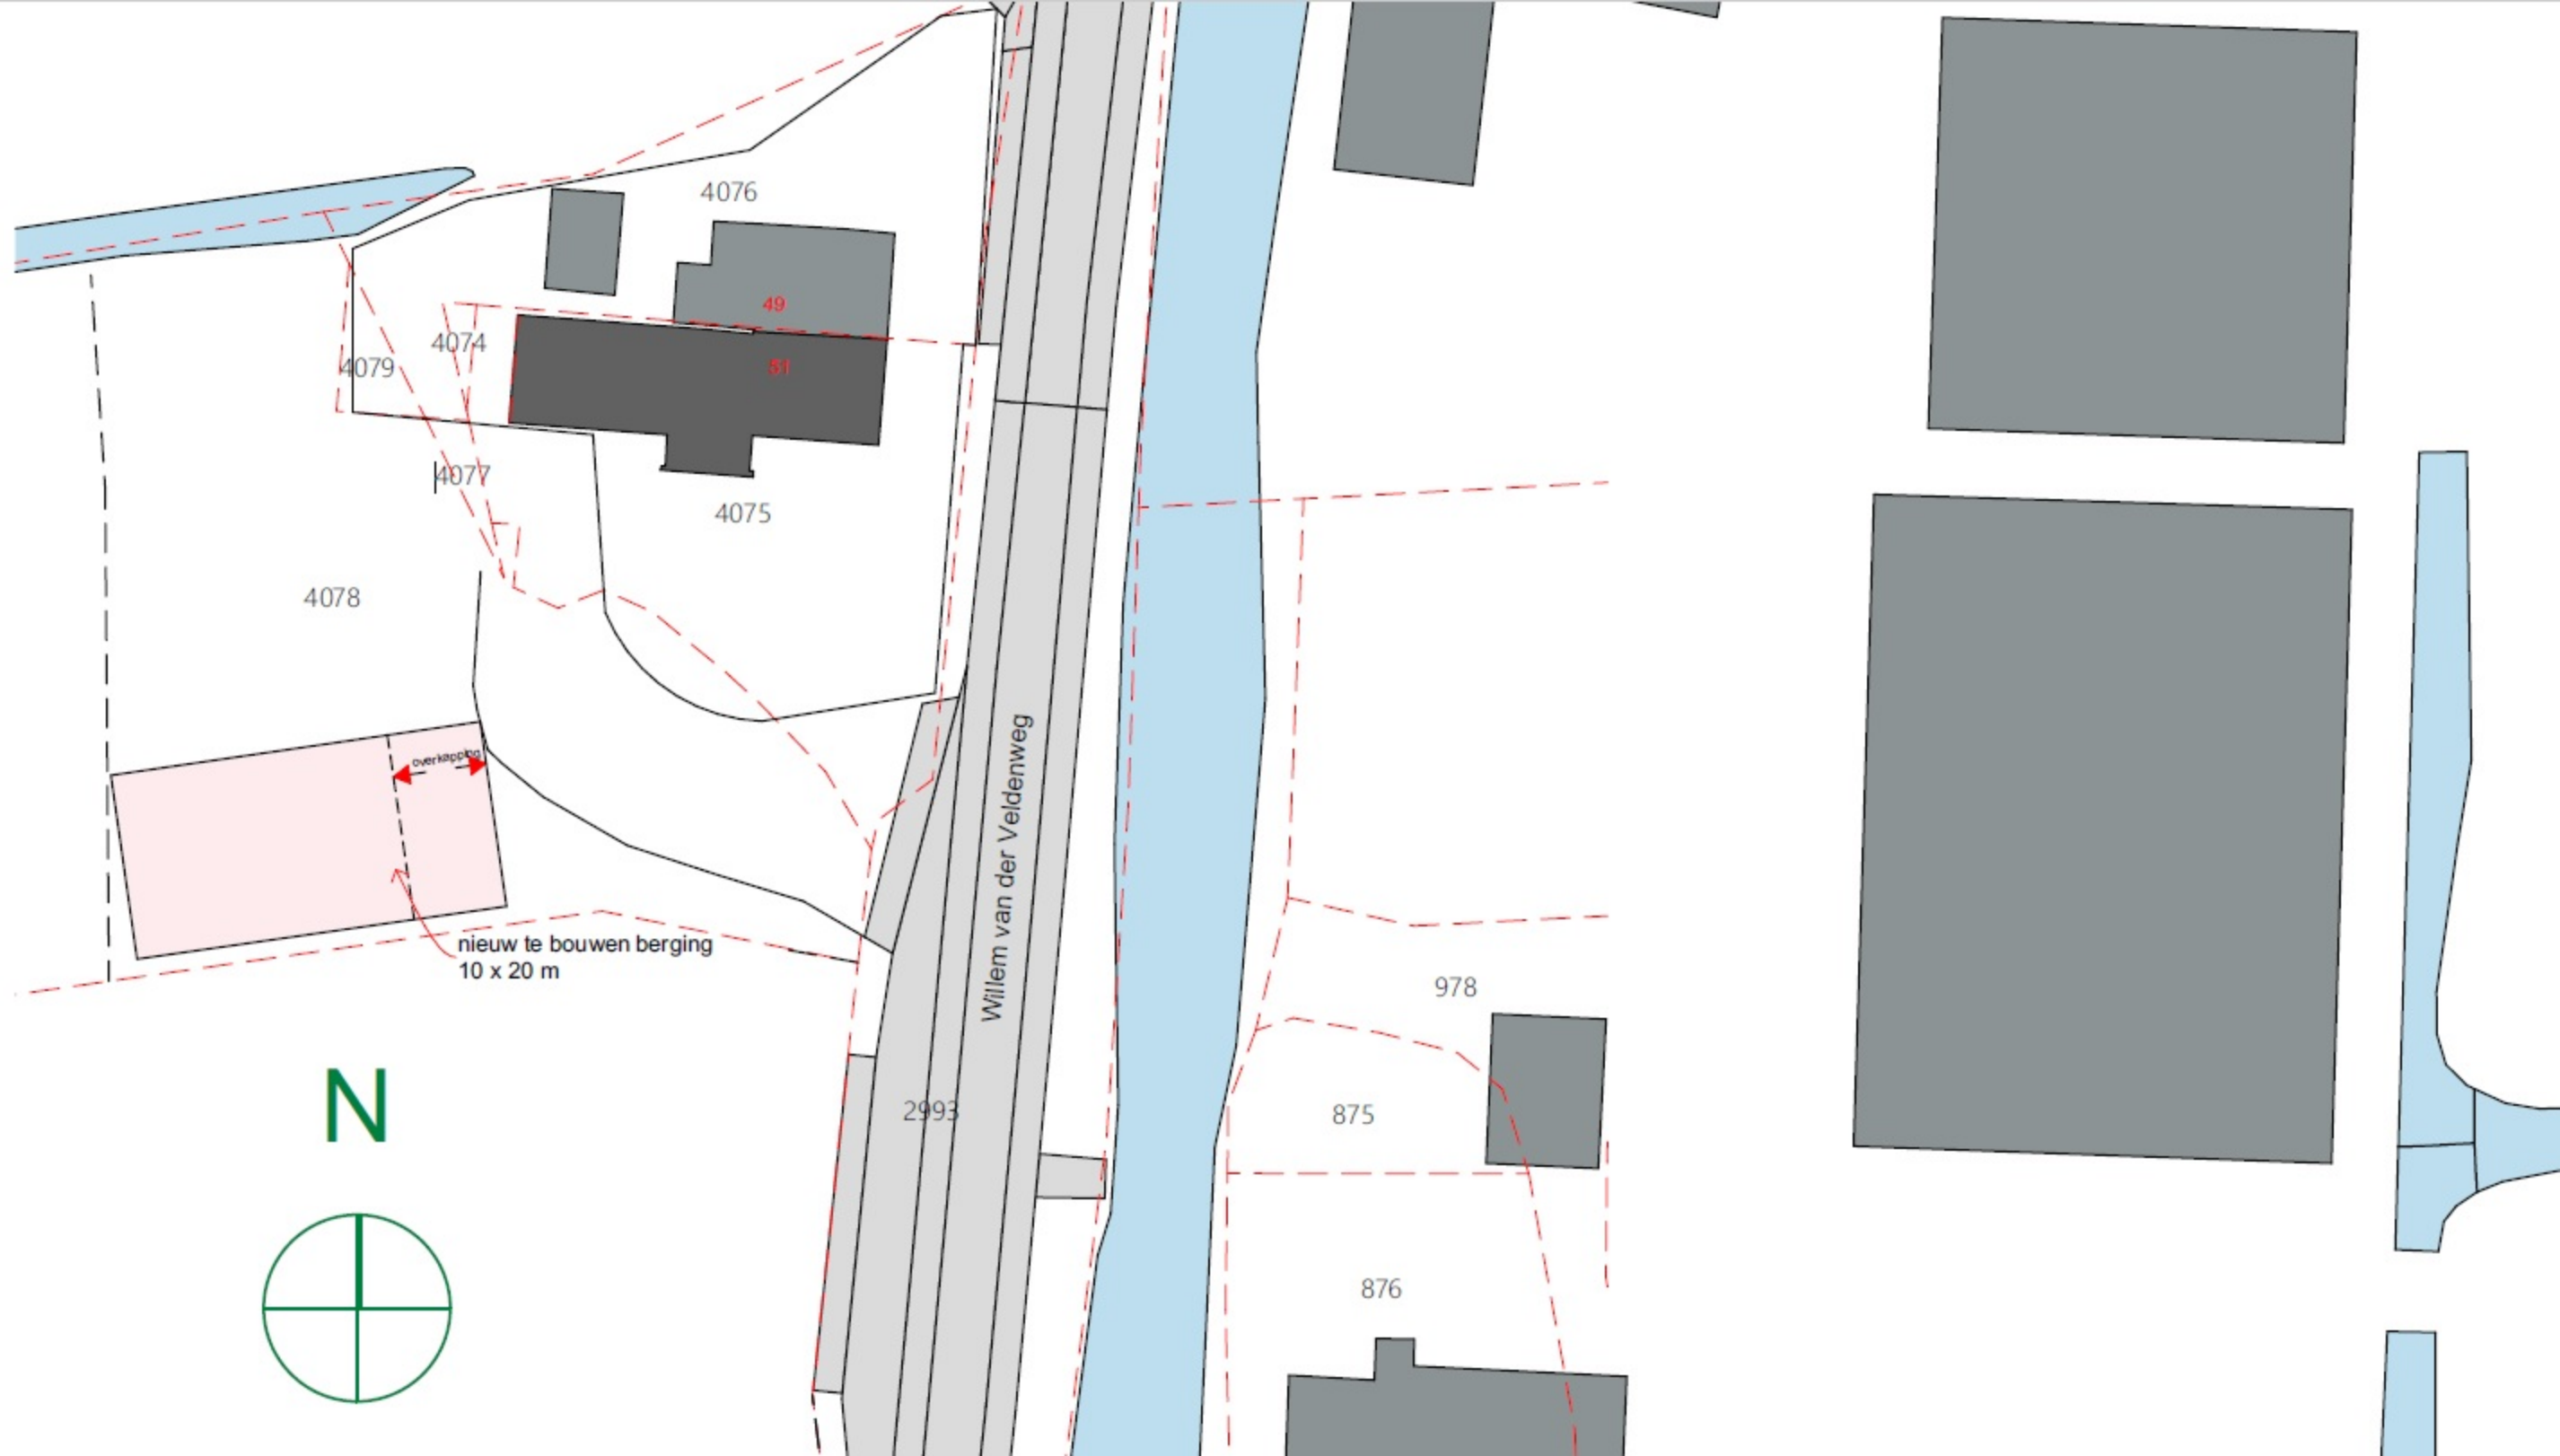 4076
49
4074
4079
51
4077
4075
4078
overkapping
Willem van der Veldenweg
nieuw te bouwen berging
10 x 20 m
978
N
2993
875
876